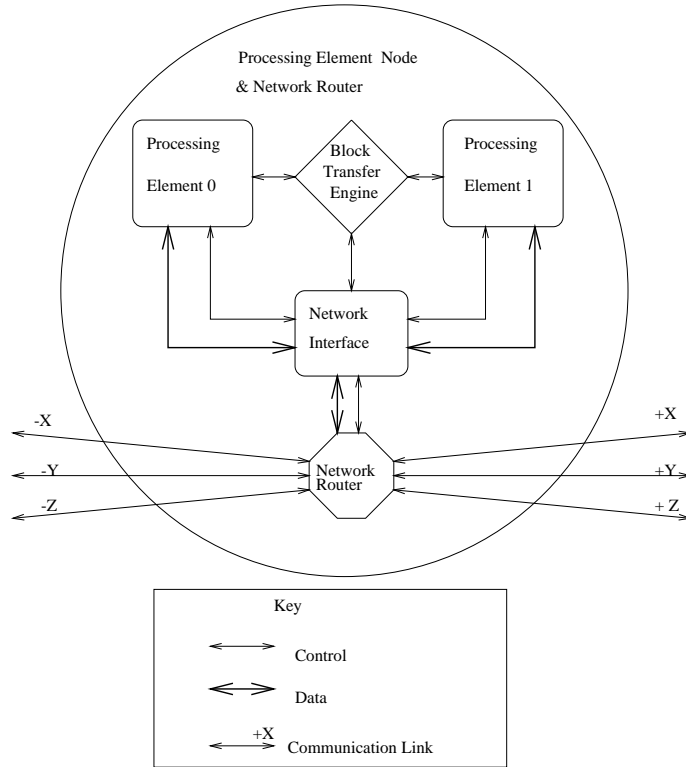 Processing Element Node
& Network Router
Processing
Element 0
Block
Transfer
Engine
Processing
Element 1
Network
Interface
-X
+X
-Y
Network
Router
+Y
-Z
+ Z
Key
Control
Data
+X
Communication Link